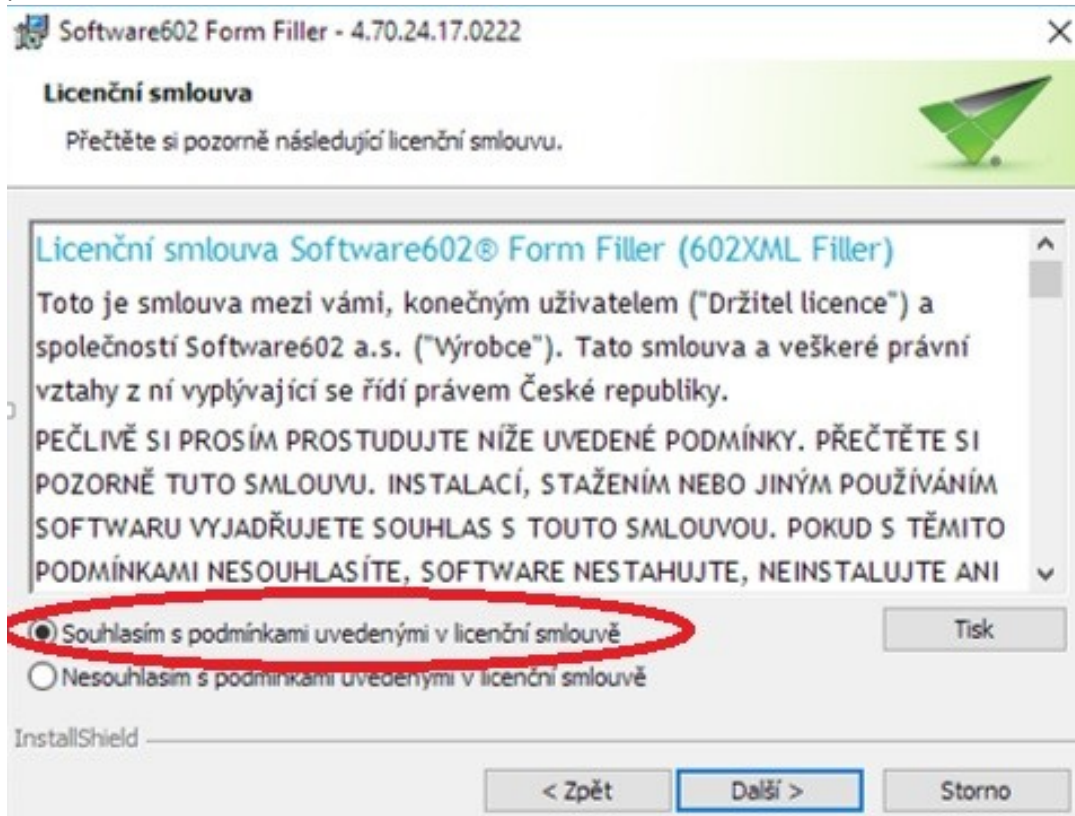 Software602 Form Filler - 4.70.24.17.0222
Licenční smlouva
Přečtěte si pozorně následující licenční smlouvu.
Licenční smlouva Software602® Form Filler (602XML Filler)
Toto je smlouva mezi vámi, konečným uživatelem ("Držitel licence") a
společností Software602 a.s. ("Výrobce"). Tato smlouva a veškeré právní
vztahy z ní vyplývající se řídí právem České republiky.
PEČLIVĚ SI PROSÍM PROSTUDUJTE NÍŽE UVEDENÉ PODMÍNKY. PŘEČTĚTE SI
POZORNĚ TUTO SMLOUVU. INSTALACÍ, STAŽENÍM NEBO JINÝM POUŽÍVÁNÍM
SOFTWARU VYJADŘUJETE SOUHLAS S TOUTO SMLOUVOU. POKUD S TĚMITO
PODMÍNKAMI NESOUHLASÍTE, SOFTWARE NESTAHUJTE, NEINSTALUJTE ANI
Souhlasím s podmínkami uvedenými v licenční smlouvě
Tisk
Nesouhlasím s podmínkami uvedenými v licenční smlouvě
InstallShield
< Zpět
Další >
Storno